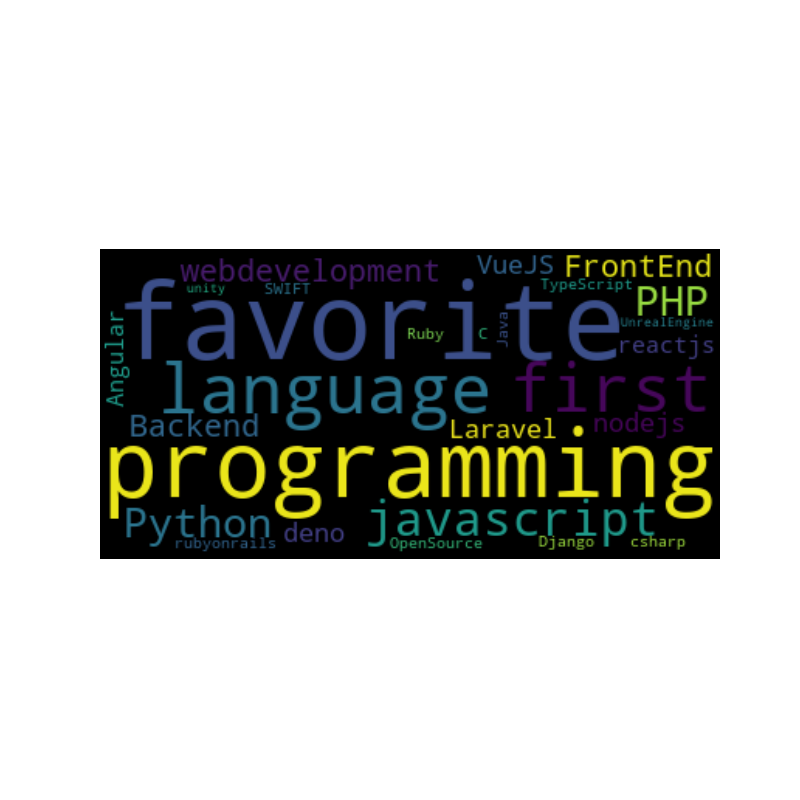 webdevelopment
VueJS
FrontEnd
unity
SWIFT
TypeScript
favorite
PHP
UnrealEngine
Angular
Ruby
C
Java
reactjs
language
first
Backend
Laravel
nodejs
programming
Python
deno
javascript
rubyonrails
OpenSource
Django
csharp